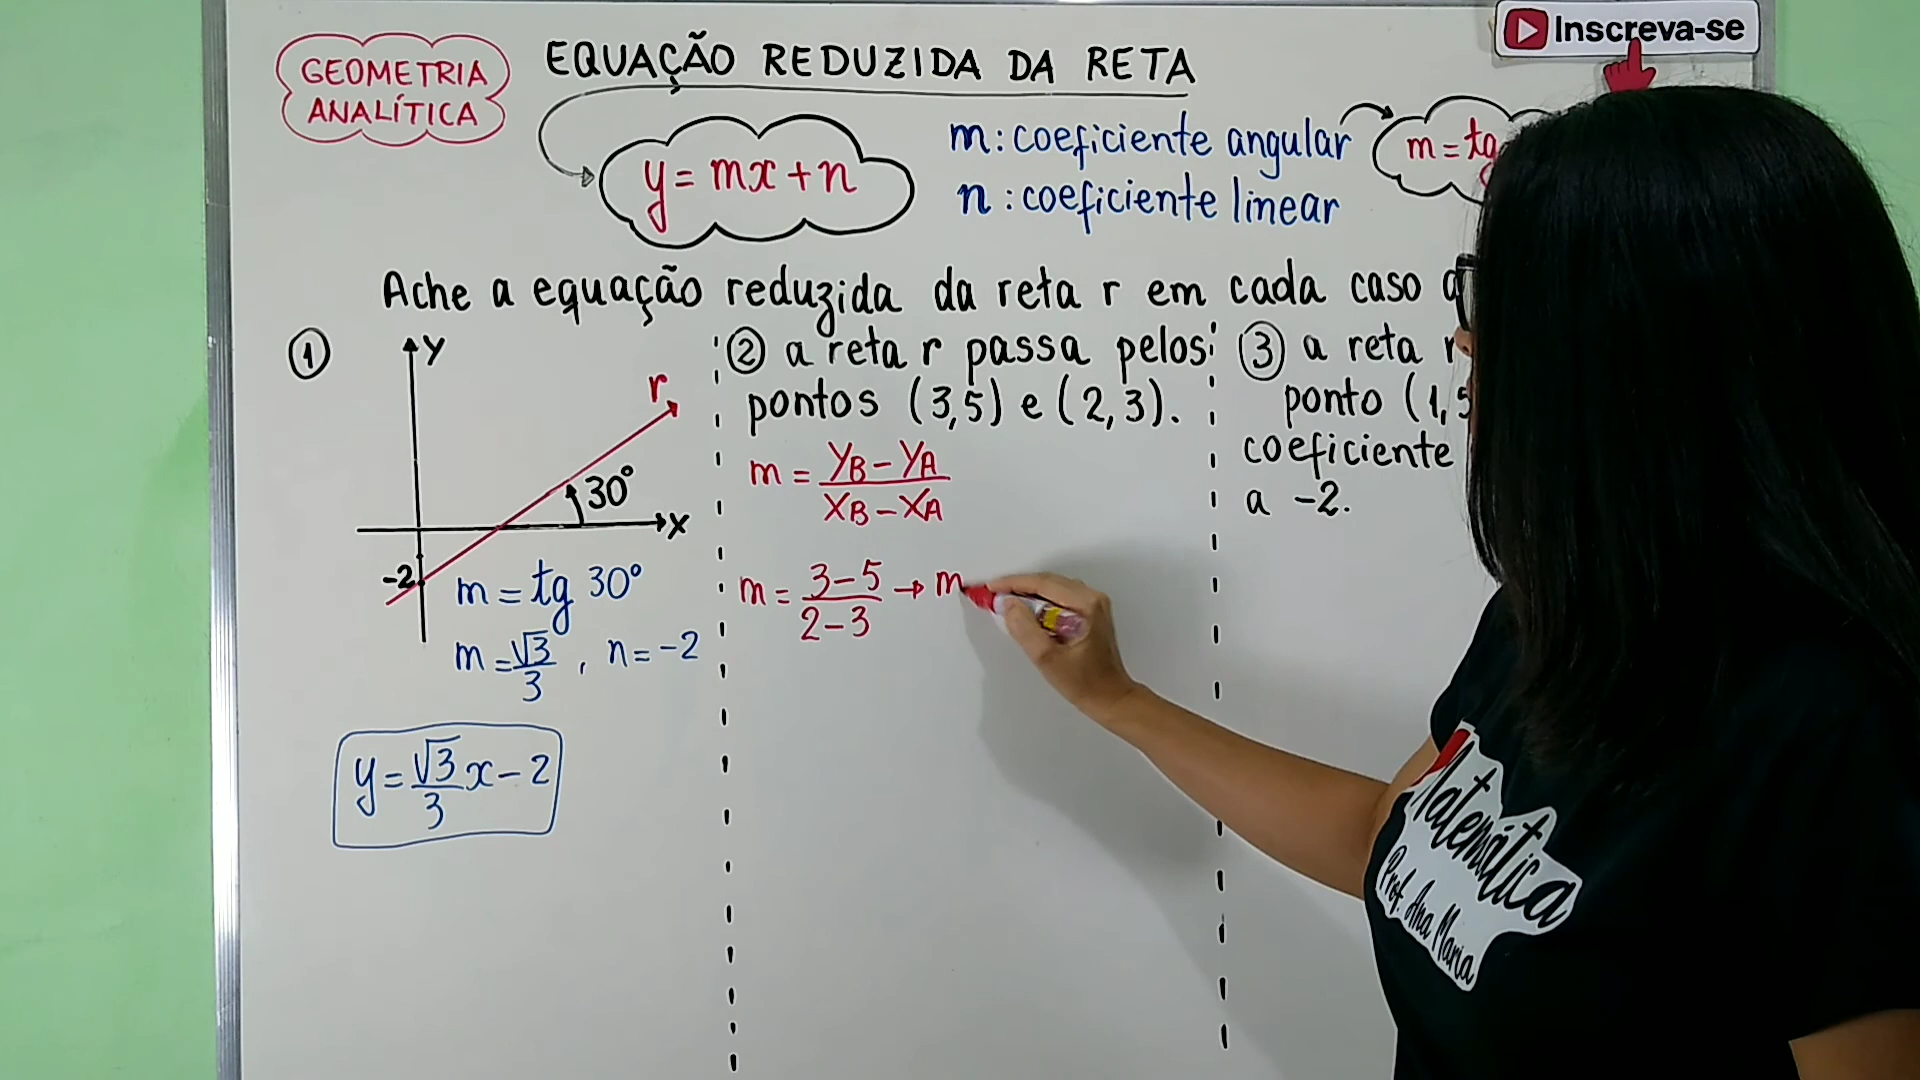 Inscreva-se
GEOMETRIA
ANALÍTICA
EQUAÇÃO REDUZIDA DA RETA
y = mx + n
m: coeficiente angular
n : coeficiente linear
m = tg
Ache a equação reduzida da reta r em cada caso
① 
y
r
30°
x
-2
m = tg 30°
m = √3/3 , n = -2
y = √3/3 x - 2
② a reta r passa pelos
pontos (3,5) e (2,3).
m = yB - yA / xB - xA
m = 3-5 / 2-3 → m
③ a reta r
ponto (1,5
coeficiente
a -2.
Matemática
Prof. Ana Maria